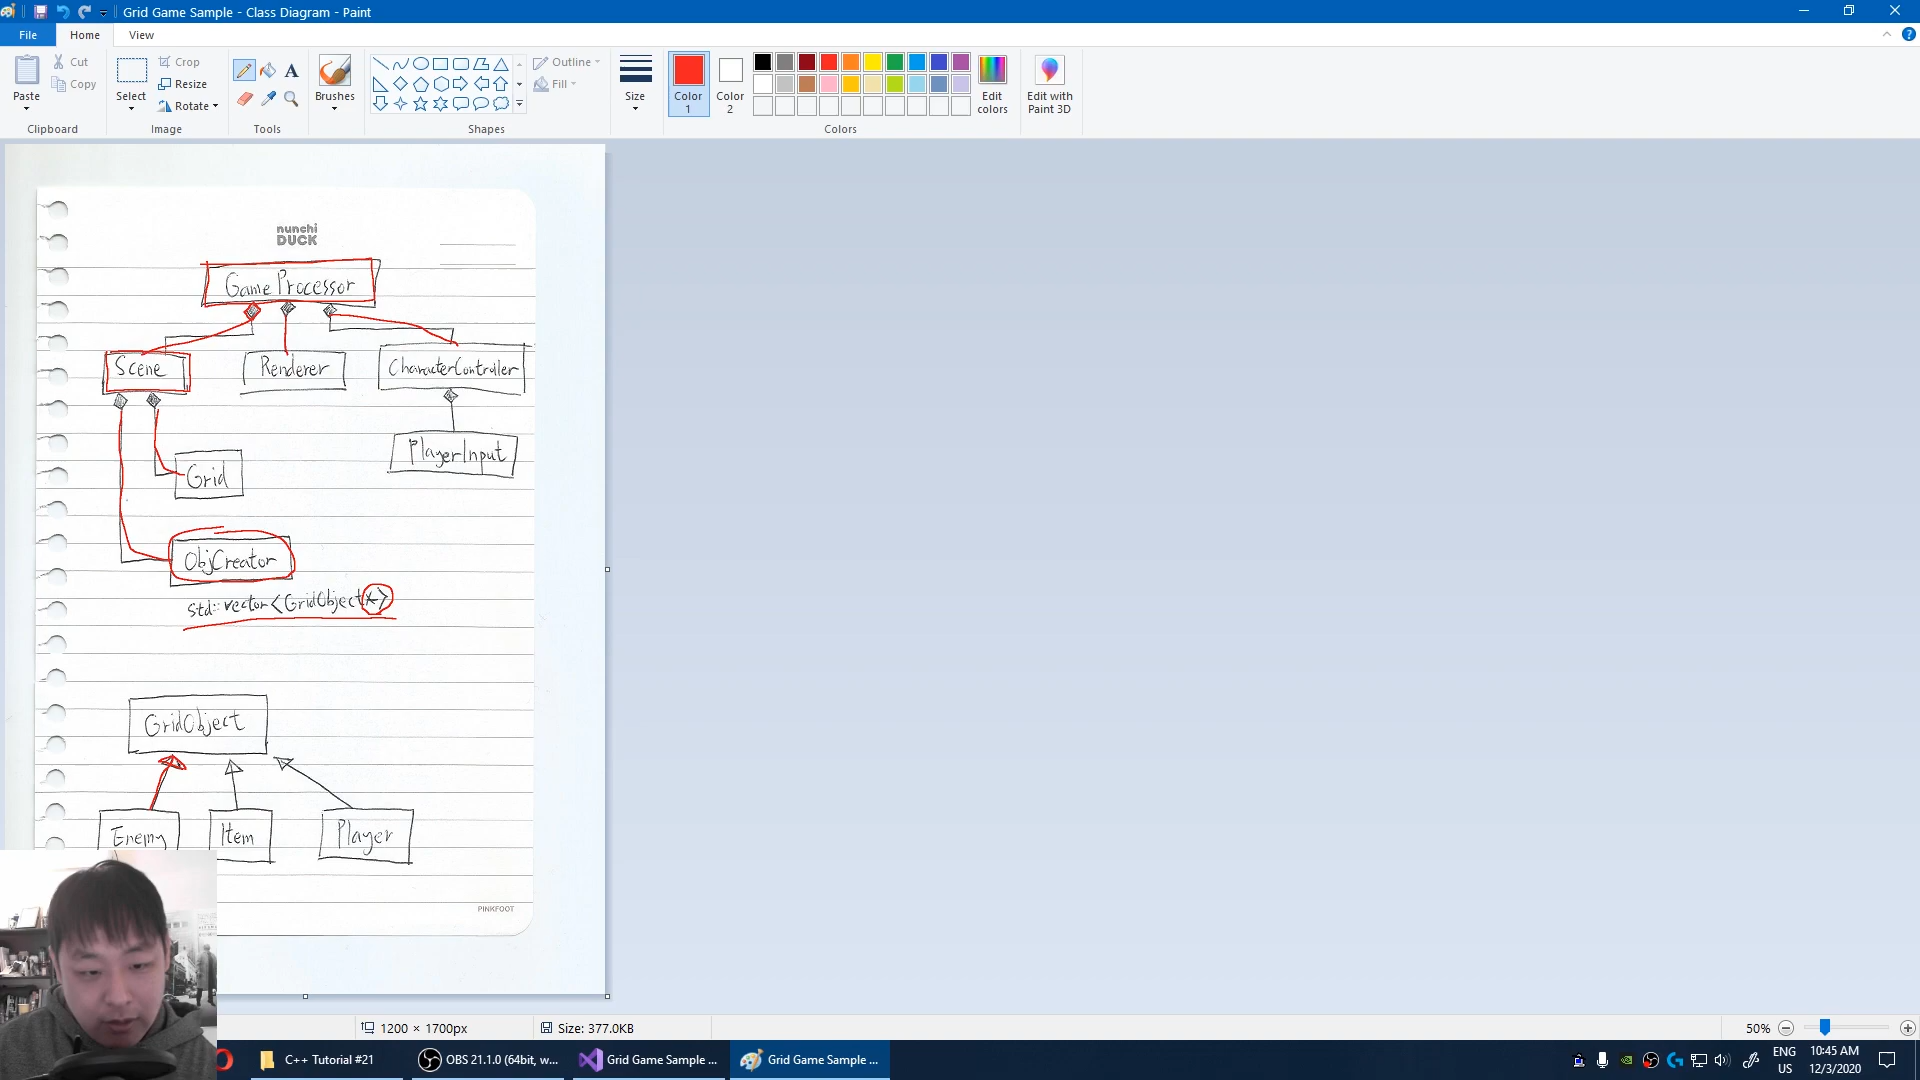 Grid Game Sample - Class Diagram - Paint
File
Home
View
Paste
Cut
Copy
Clipboard
Select
Crop
Resize
Rotate
Image
Tools
Brushes
Shapes
Outline
Fill
Size
Color 1
Color 2
Edit colors
Edit with Paint 3D
Colors
nunchi
DUCK
GameProcessor
Scene
Renderer
CharacterController
PlayerInput
Grid
ObjCreator
std::vector<GridObject*>
GridObject
Enemy
Item
Player
PINKFOOT
1200 × 1700px
Size: 377.0KB
50%
C++ Tutorial #21
OBS 21.1.0 (64bit, w...
Grid Game Sample ...
Grid Game Sample ...
ENG
US
10:45 AM
12/3/2020